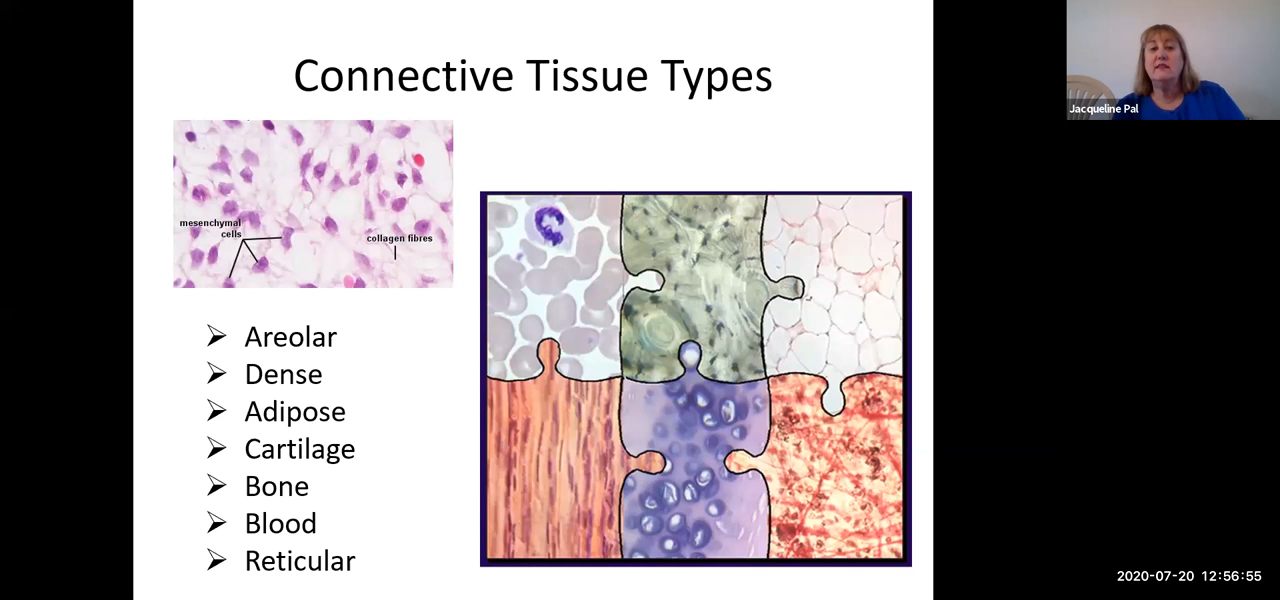 Connective Tissue Types
Jacqueline Pal
mesenchymal
cells
collagen fibres
➢ Areolar
➢ Dense
➢ Adipose
➢ Cartilage
➢ Bone
➢ Blood
➢ Reticular
2020-07-20 12:56:55